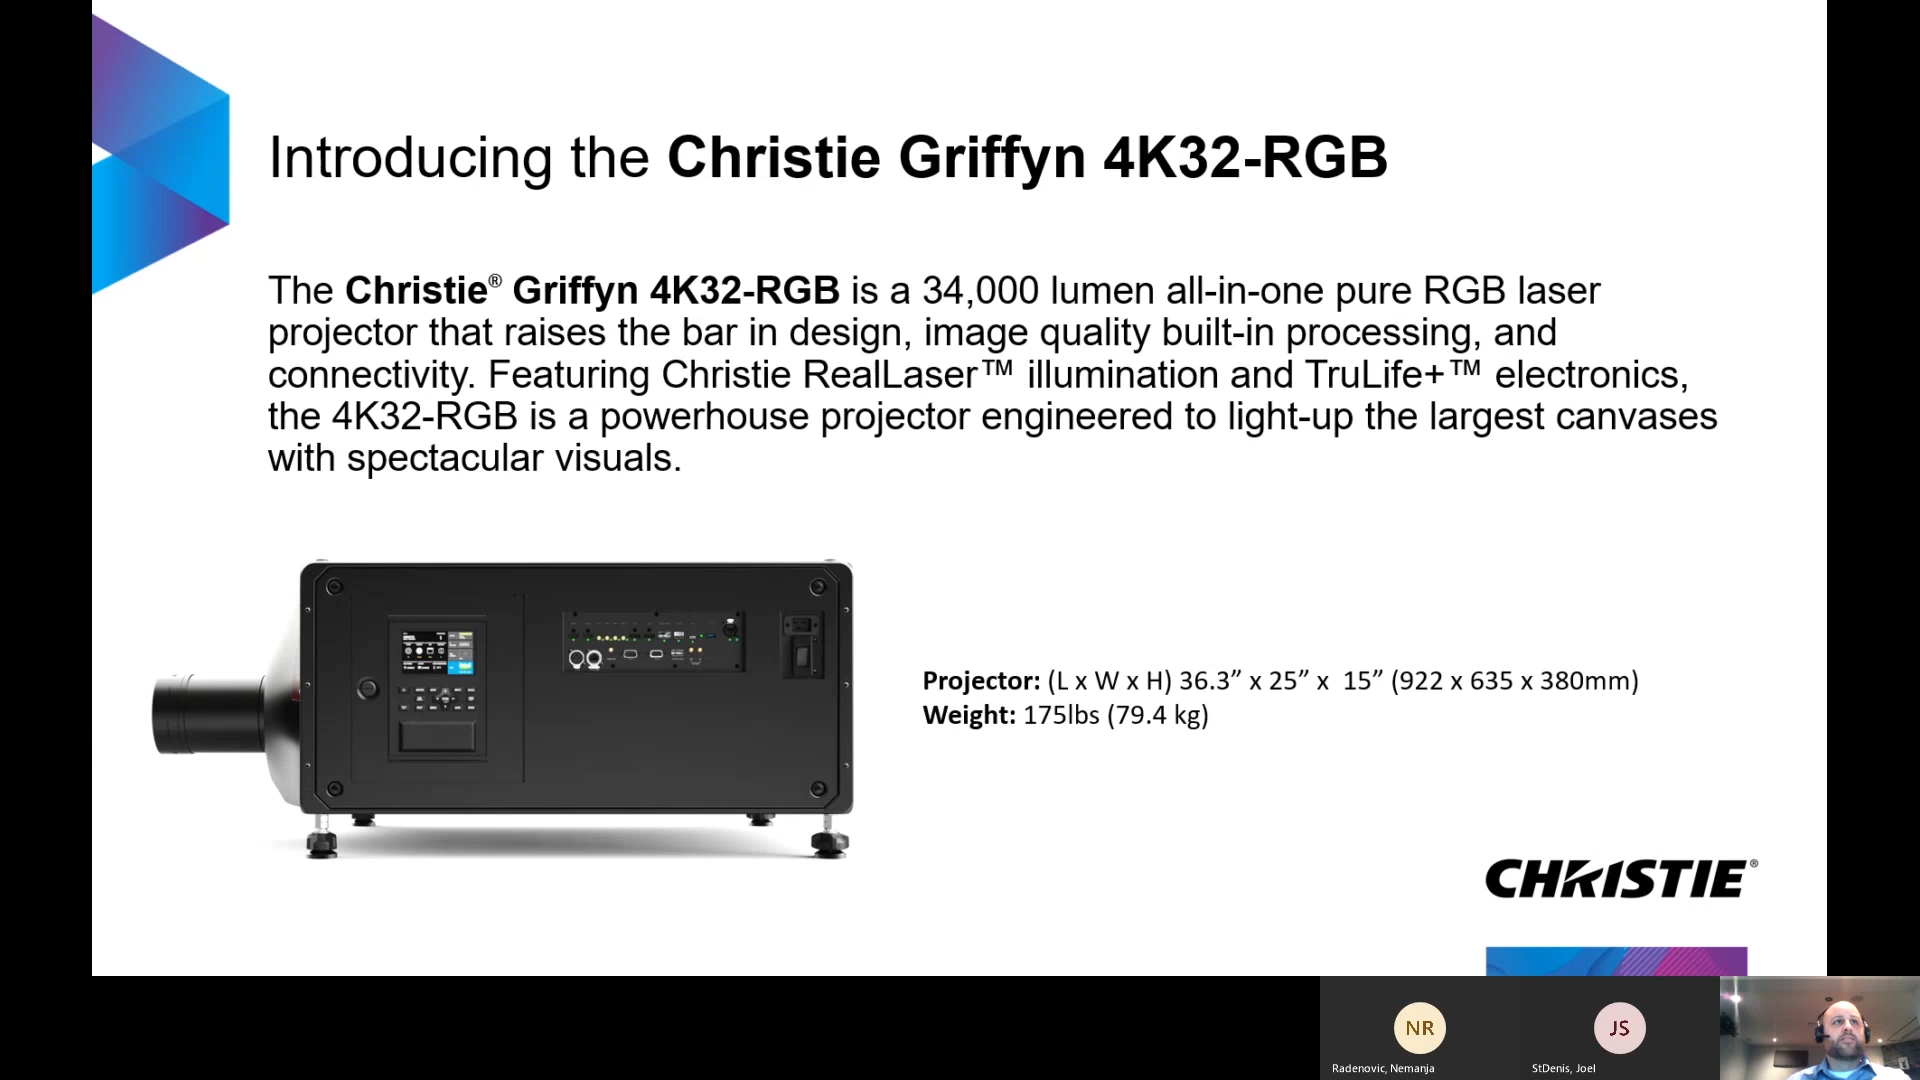 Introducing the Christie Griffyn 4K32-RGB
The Christie® Griffyn 4K32-RGB is a 34,000 lumen all-in-one pure RGB laser
projector that raises the bar in design, image quality built-in processing, and
connectivity. Featuring Christie RealLaser™ illumination and TruLife+™ electronics,
the 4K32-RGB is a powerhouse projector engineered to light-up the largest canvases
with spectacular visuals.
Projector: (L x W x H) 36.3” x 25” x 15” (922 x 635 x 380mm)
Weight: 175lbs (79.4 kg)
CHRISTIE®
NR
JS
Radenovic, Nemanja
StDenis, Joel